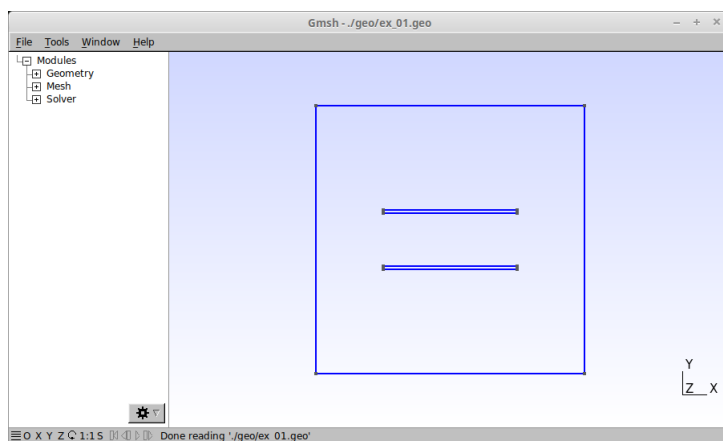 Gmsh - ./geo/ex_01.geo
File Tools Window Help
Modules
Geometry
Mesh
Solver
Y
Z X
O X Y Z 1:1 S Done reading './geo/ex_01.geo'